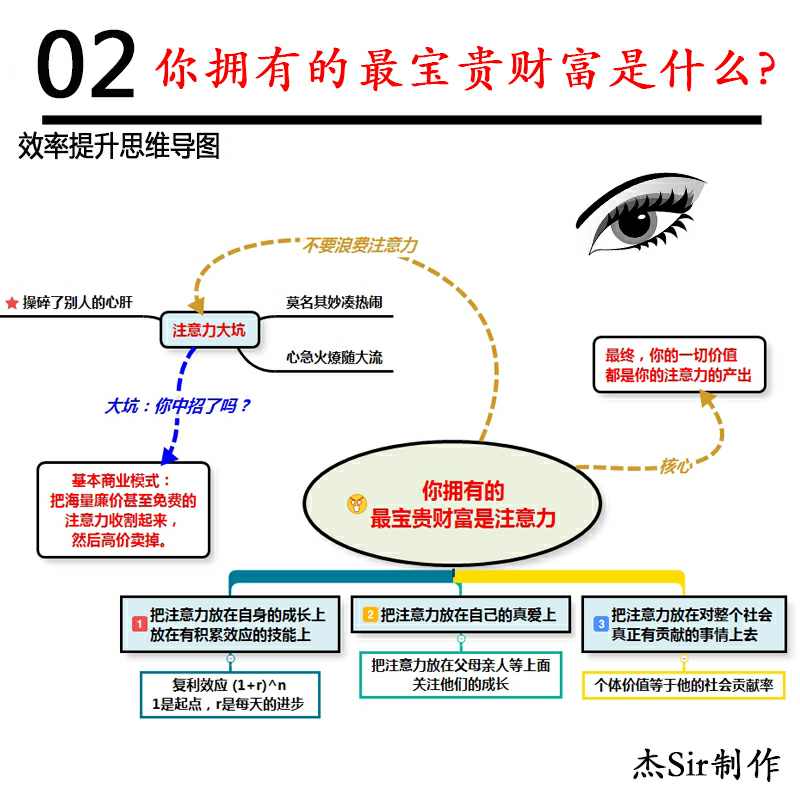 02 你拥有的最宝贵财富是什么?
效率提升思维导图
不要浪费注意力
操碎了别人的心肝
莫名其妙凑热闹
注意力大坑
心急火燎随大流
最终，你的一切价值
都是你的注意力的产出
大坑：你中招了吗？
核心
基本商业模式：
把海量廉价甚至免费的
注意力收割起来，
然后高价卖掉。
你拥有的
最宝贵财富是注意力
1 把注意力放在自身的成长上
放在有积累效应的技能上
2 把注意力放在自己的真爱上
3 把注意力放在对整个社会
真正有贡献的事情上去
复利效应 (1+r)^n
1是起点，r是每天的进步
把注意力放在父母亲人等上面
关注他们的成长
个体价值等于他的社会贡献率
杰Sir制作